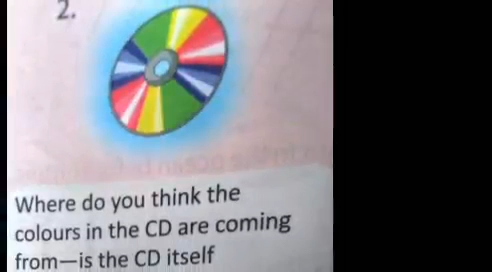 2.
Where do you think the
colours in the CD are coming
from—is the CD itself